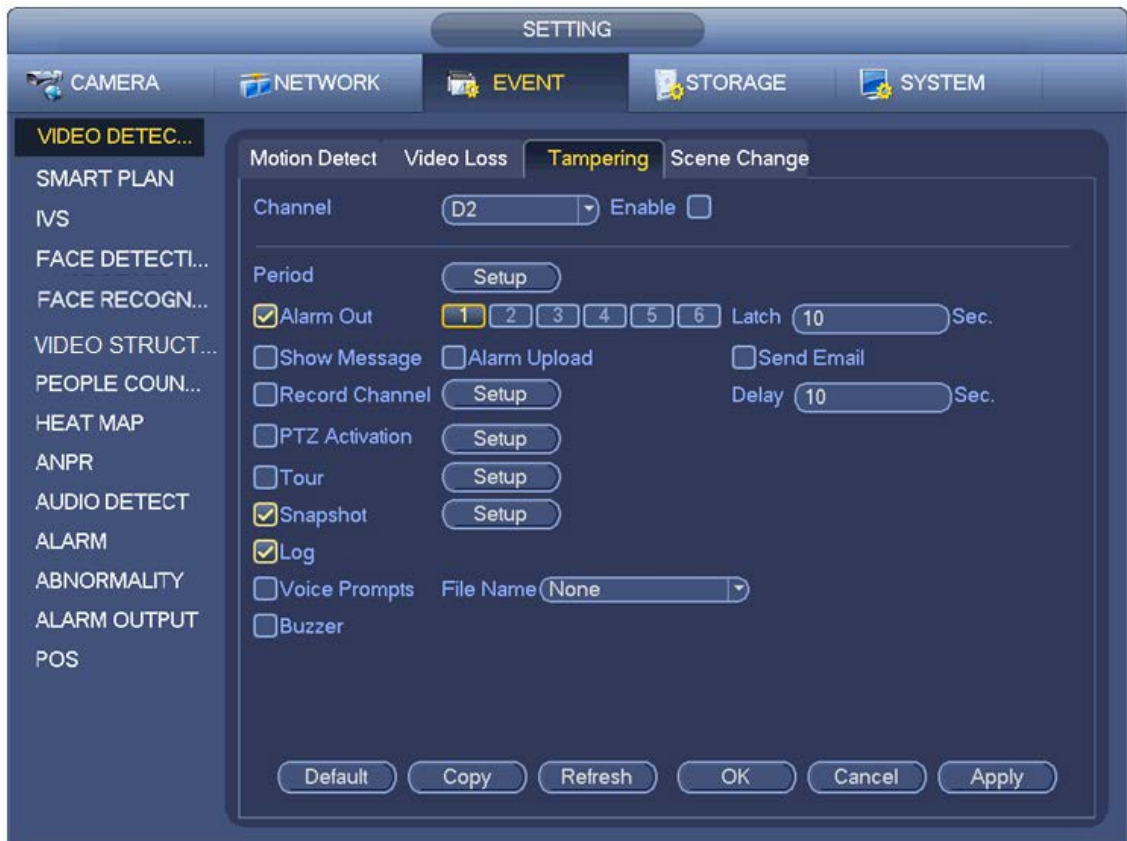 SETTING
CAMERA NETWORK EVENT STORAGE SYSTEM
VIDEO DETEC...
SMART PLAN
IVS
FACE DETECTI...
FACE RECOGN...
VIDEO STRUCT...
PEOPLE COUN...
HEAT MAP
ANPR
AUDIO DETECT
ALARM
ABNORMALITY
ALARM OUTPUT
POS
Motion Detect Video Loss Tampering Scene Change
Channel D2 Enable
Period Setup
Alarm Out 1 2 3 4 5 6 Latch 10 Sec.
Show Message Alarm Upload Send Email
Record Channel Setup Delay 10 Sec.
PTZ Activation Setup
Tour Setup
Snapshot Setup
Log
Voice Prompts File Name None
Buzzer
Default Copy Refresh OK Cancel Apply